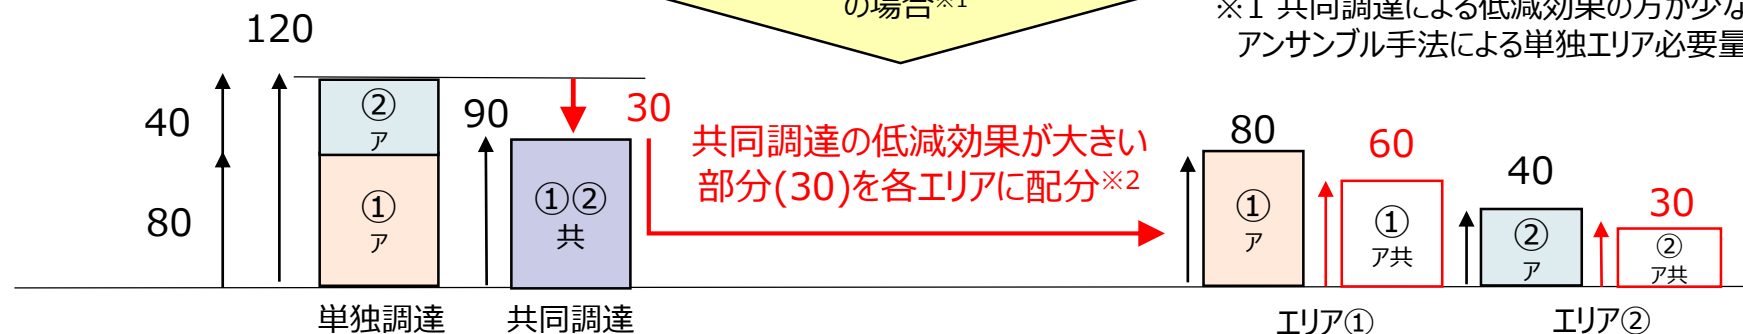 の場合※1
※1 共同調達による低減効果の方が少な
アンサンブル手法による単独エリア必要量
120
40
80
②
ア
①
ア
90
①②
共
30
共同調達の低減効果が大きい
部分(30)を各エリアに配分※2
80
①
ア
60
①
ア共
40
②
ア
30
②
ア共
単独調達
共同調達
エリア①
エリア②